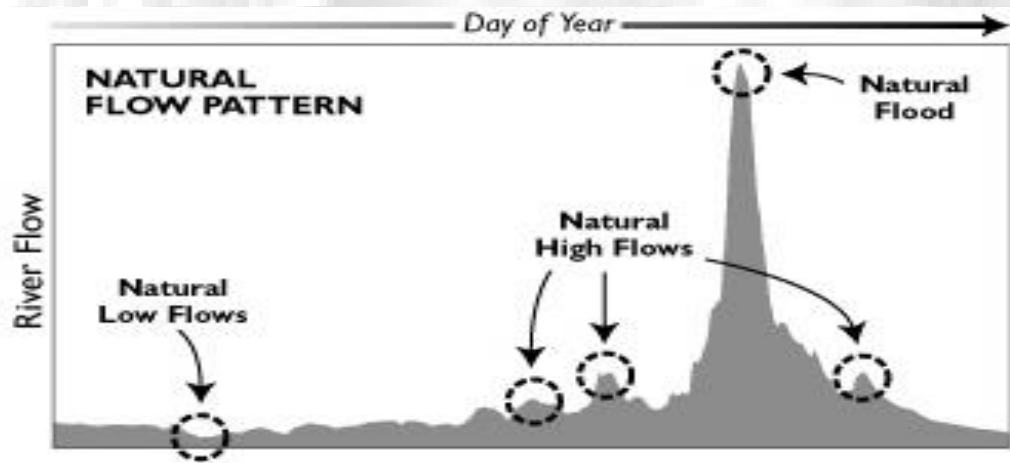 Day of Year
NATURAL
FLOW PATTERN
Natural
Flood
Natural
High Flows
Natural
Low Flows
River Flow